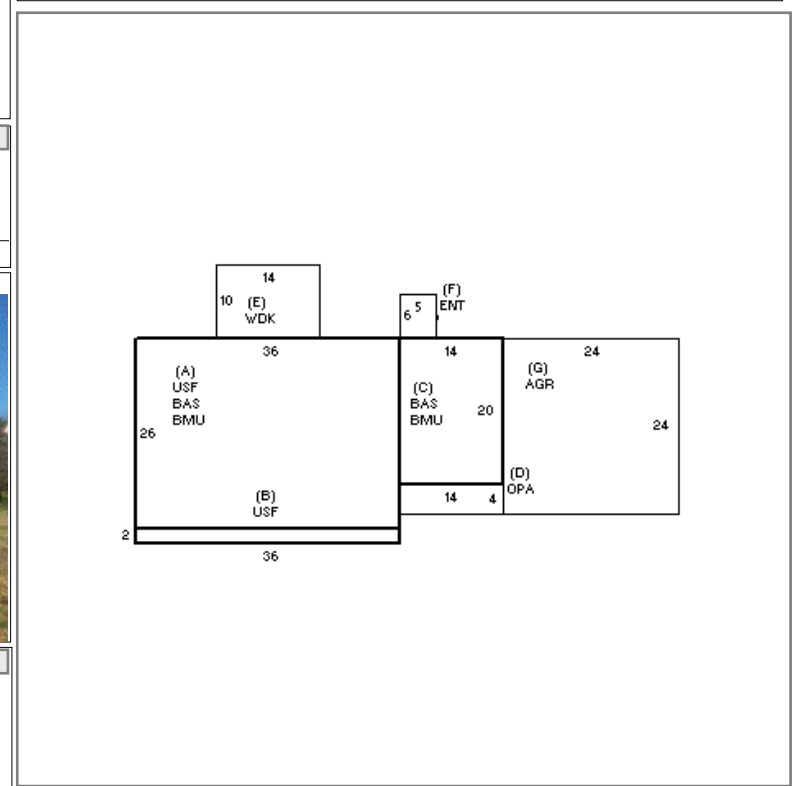 14
10 (E)
WDK
(F)
5 ENT
6
36
14
24
(A)
USF
BAS
BMU
26
(C)
BAS
BMU
20
(G)
AGR
24
(D)
OPA
14 4
(B)
USF
2
36